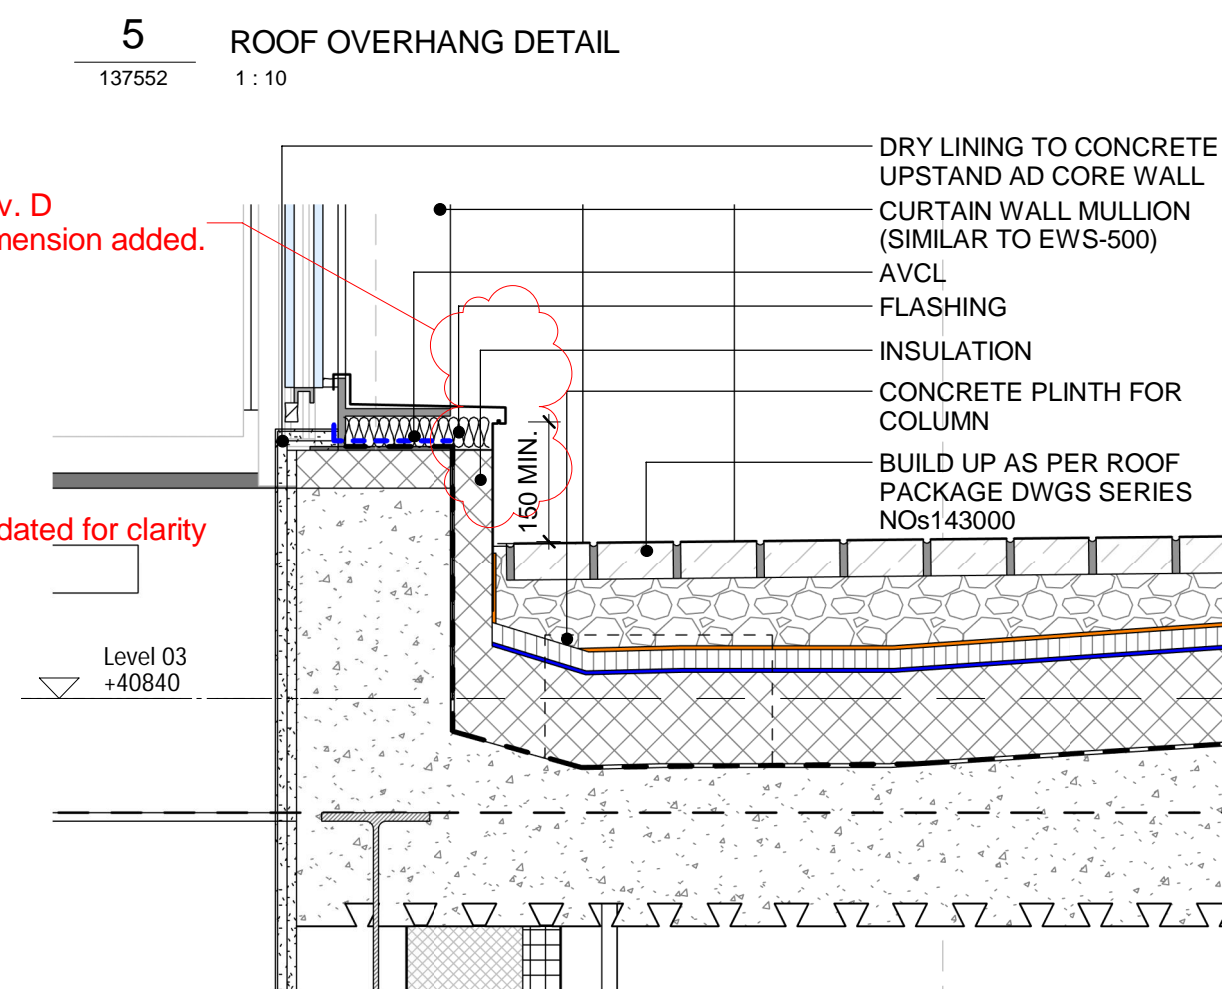 5 ROOF OVERHANG DETAIL
137552 1 : 10
DRY LINING TO CONCRETE
UPSTAND AD CORE WALL
CURTAIN WALL MULLION
(SIMILAR TO EWS-500)
AVCL
FLASHING
INSULATION
CONCRETE PLINTH FOR
COLUMN
BUILD UP AS PER ROOF
PACKAGE DWGS SERIES
NOs143000
v. D
mension added.
150 MIN.
dated for clarity
Level 03
+40840